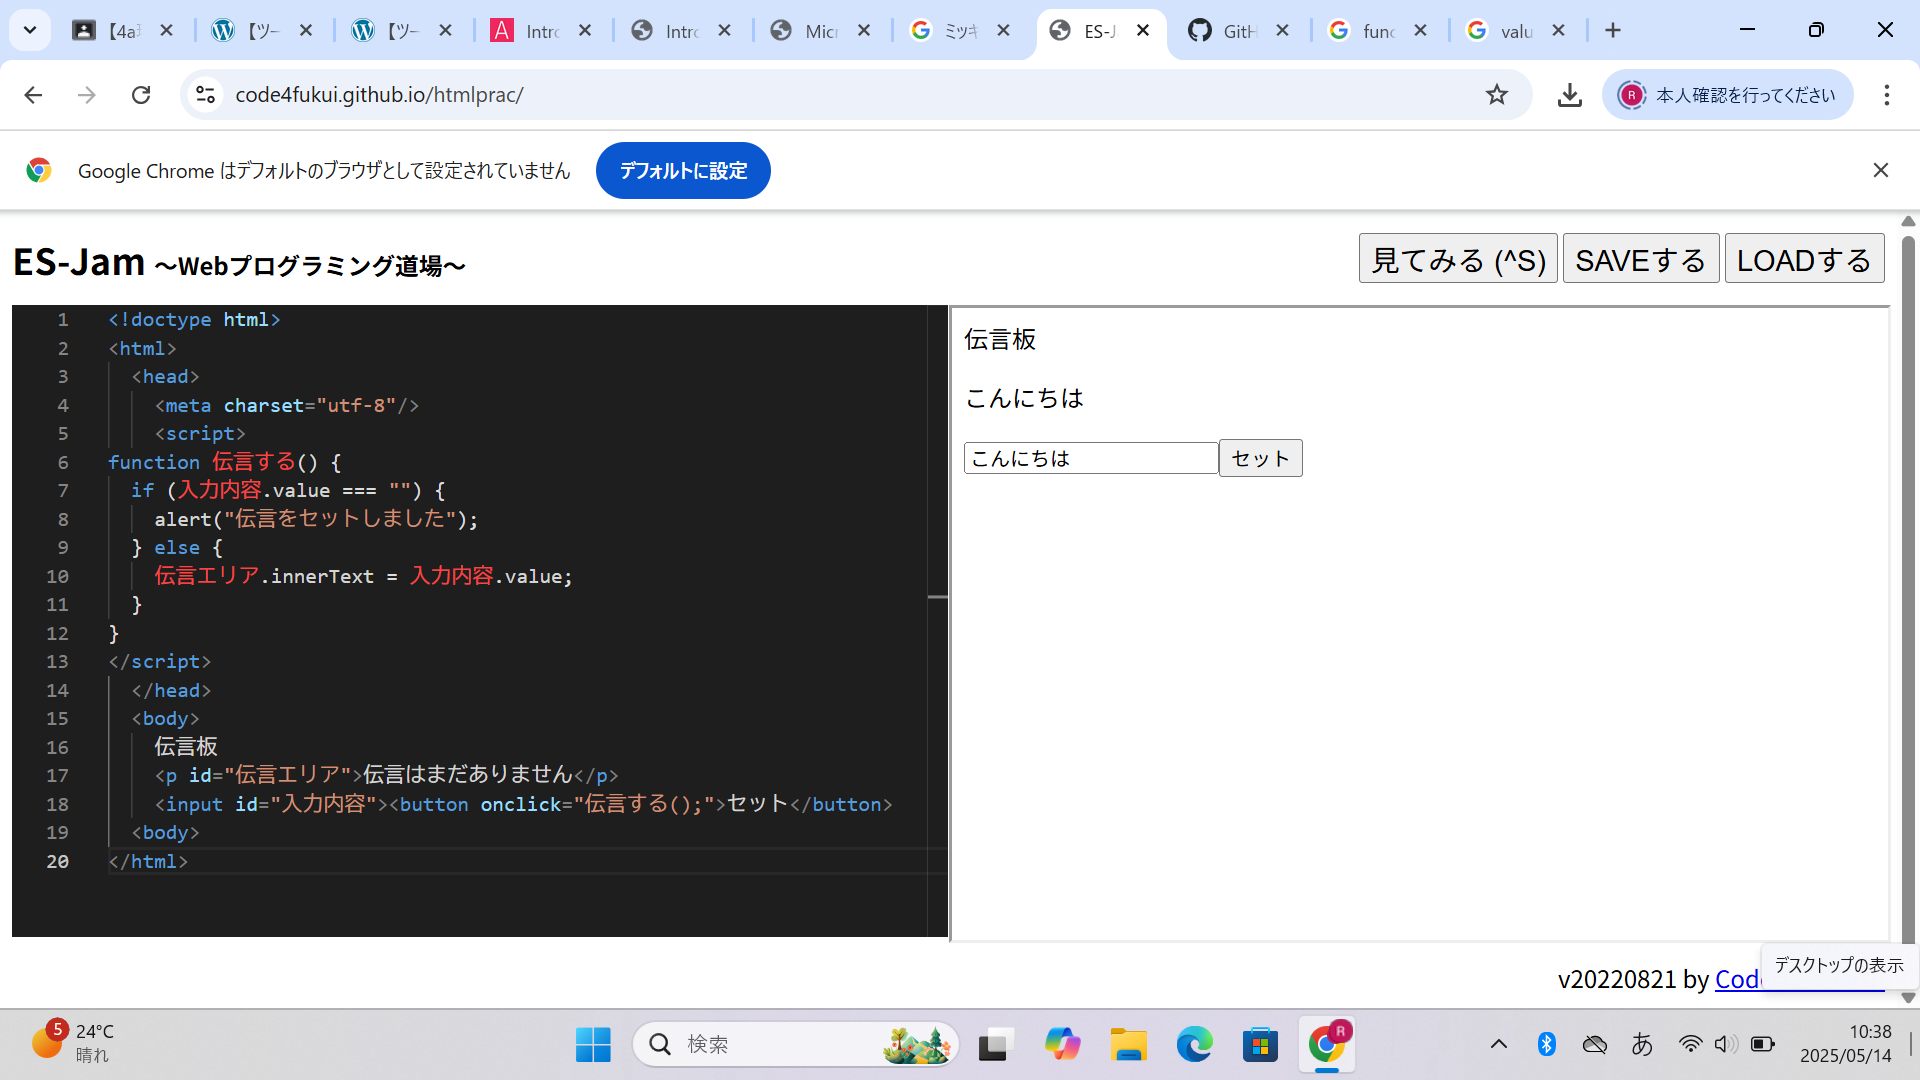 【4a
【ツー
【ツー
Intro
Intro
Micr
ミッキ
ES-J
GitH
func
valu
code4fukui.github.io/htmlprac/
R
本人確認を行ってください
Google Chrome はデフォルトのブラウザとして設定されていません
デフォルトに設定
ES-Jam ～Webプログラミング道場～
見てみる (^S)
SAVEする
LOADする
1 <!doctype html>
2 <html>
3 <head>
4 <meta charset="utf-8"/>
5 <script>
6 function 伝言する() {
7 if (入力内容.value === "") {
8 alert("伝言をセットしました");
9 } else {
10 伝言エリア.innerText = 入力内容.value;
11 }
12 }
13 </script>
14 </head>
15 <body>
16 伝言板
17 <p id="伝言エリア">伝言はまだありません</p>
18 <input id="入力内容"><button onclick="伝言する();">セット</button>
19 <body>
20 </html>
伝言板
こんにちは
こんにちは
セット
v20220821 by Cod
デスクトップの表示
5
24°C
晴れ
検索
R
あ
10:38
2025/05/14